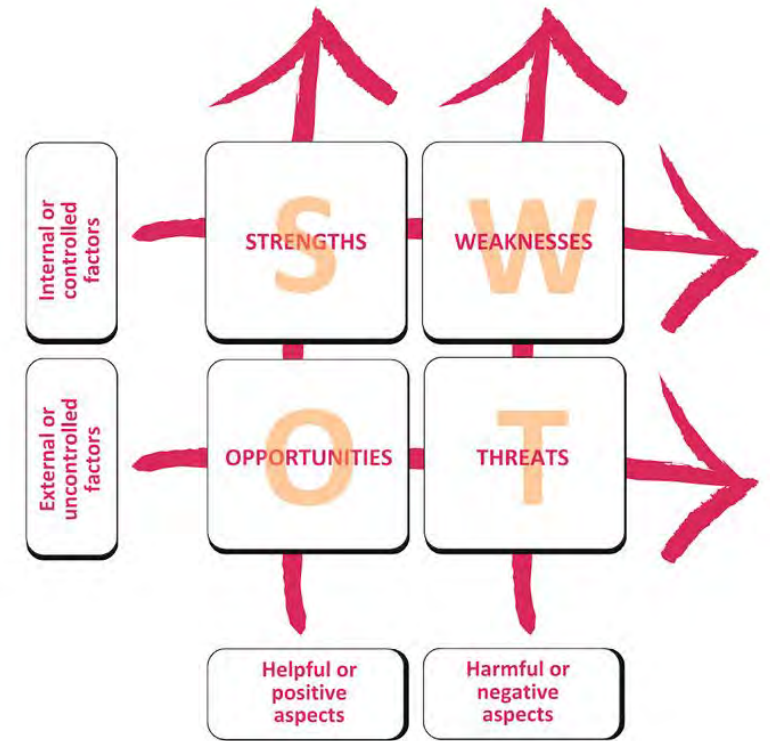 Internal or
controlled
factors
S
STRENGTHS
W
WEAKNESSES
External or
uncontrolled
factors
O
OPPORTUNITIES
T
THREATS
Helpful or
positive
aspects
Harmful or
negative
aspects